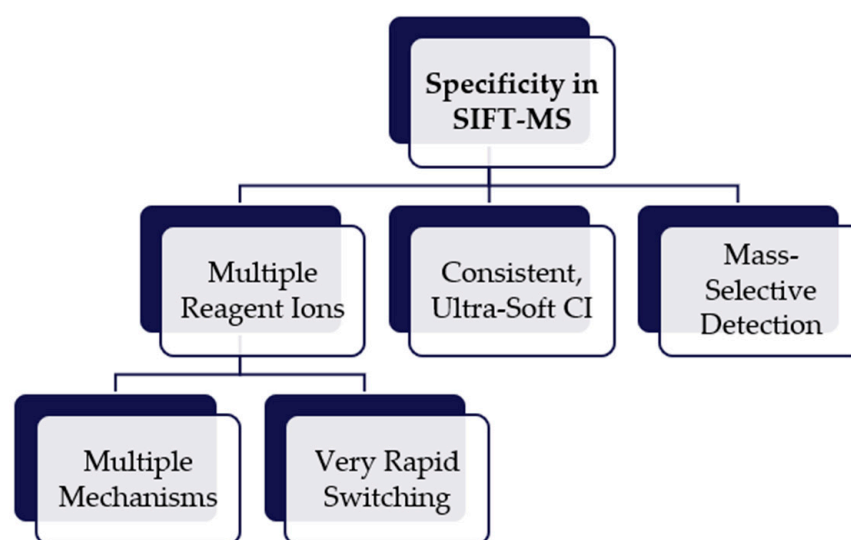 Specificity in
SIFT-MS
Multiple
Reagent Ions
Consistent,
Ultra-Soft CI
Mass-
Selective
Detection
Multiple
Mechanisms
Very Rapid
Switching